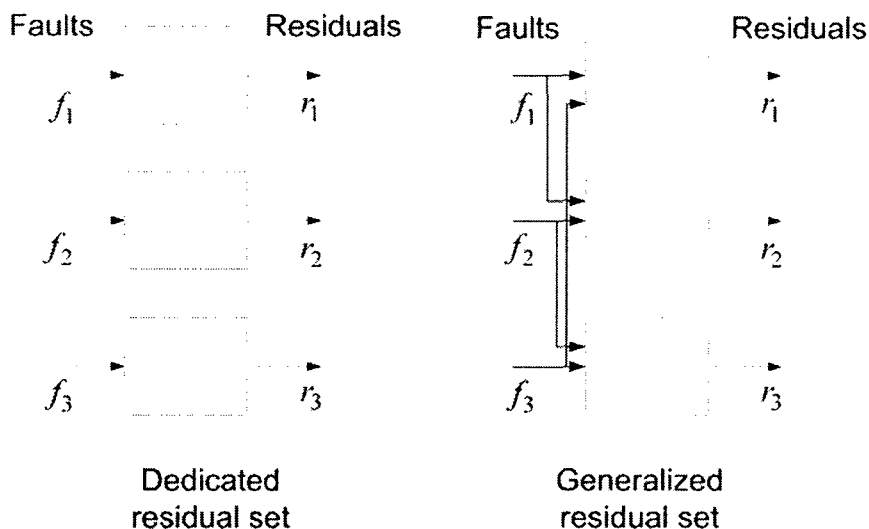 Faults Residuals Faults Residuals
f1 r1 f1 r1
f2 r2 f2 r2
f3 r3 f3 r3
Dedicated
residual set
Generalized
residual set